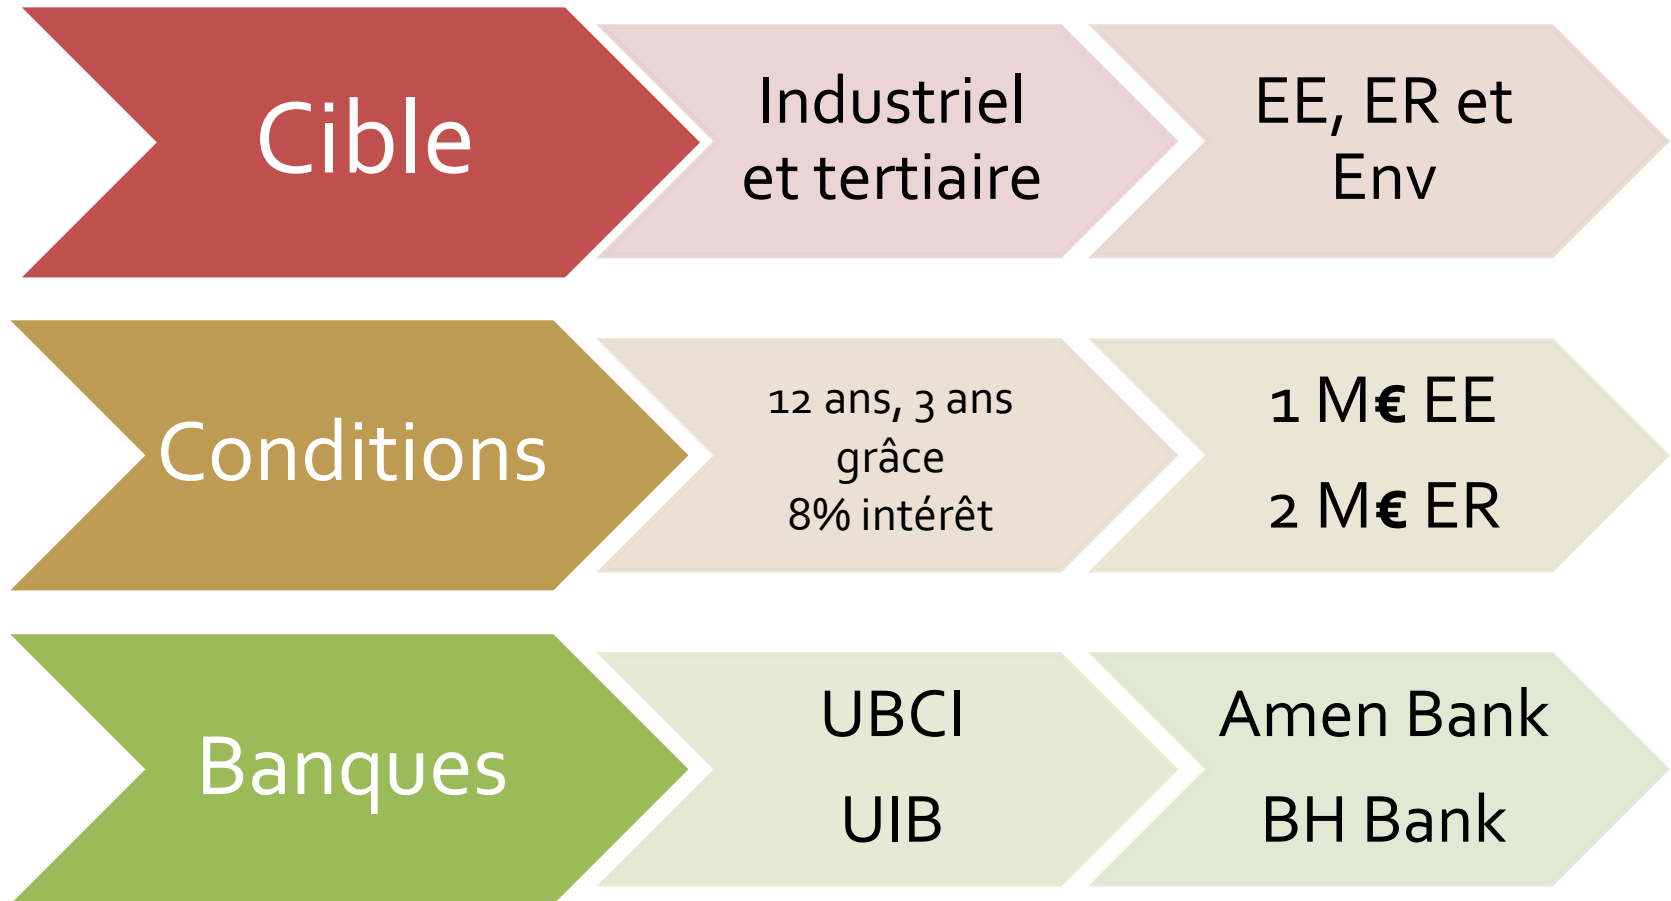 Cible
Industriel
et tertiaire
EE, ER et
Env
Conditions
12 ans, 3 ans
grâce
8% intérêt
1 M€ EE
2 M€ ER
Banques
UBCI
UIB
Amen Bank
BH Bank